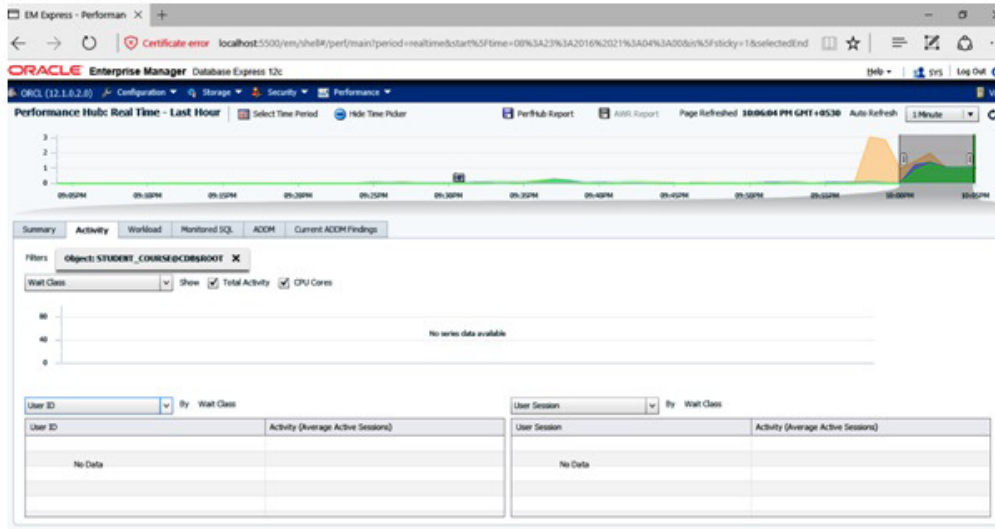 EM Express - Performan
Certificate error localhost:5500/em/shell#/perf/main?period=realtime&start%5Ftime=08%3A23%3A2016%2021%3A04%3A00&is%5Fsticky=1&selectedEnd
ORACLE Enterprise Manager Database Express 12c Help SYS Log Out
ORCL (12.1.0.2.0) Configuration Storage Security Performance
Performance Hub: Real Time - Last Hour Select Time Period Hide Time Picker PerfHub Report AWR Report Page Refreshed 10:06:04 PM GMT+0530 Auto Refresh 1 Minute
3
2
1
0
09:05PM 09:10PM 09:15PM 09:20PM 09:25PM 09:30PM 09:35PM 09:40PM 09:45PM 09:50PM 09:55PM 10:00PM 10:05PM
Summary Activity Workload Monitored SQL ADDM Current ADDM Findings
Filters Object: STUDENT_COURSE@CDB$ROOT X
Wait Class Show Total Activity CPU Cores
80
40 No series data available
0
User ID By Wait Class User Session By Wait Class
User ID Activity (Average Active Sessions) User Session Activity (Average Active Sessions)
No Data No Data